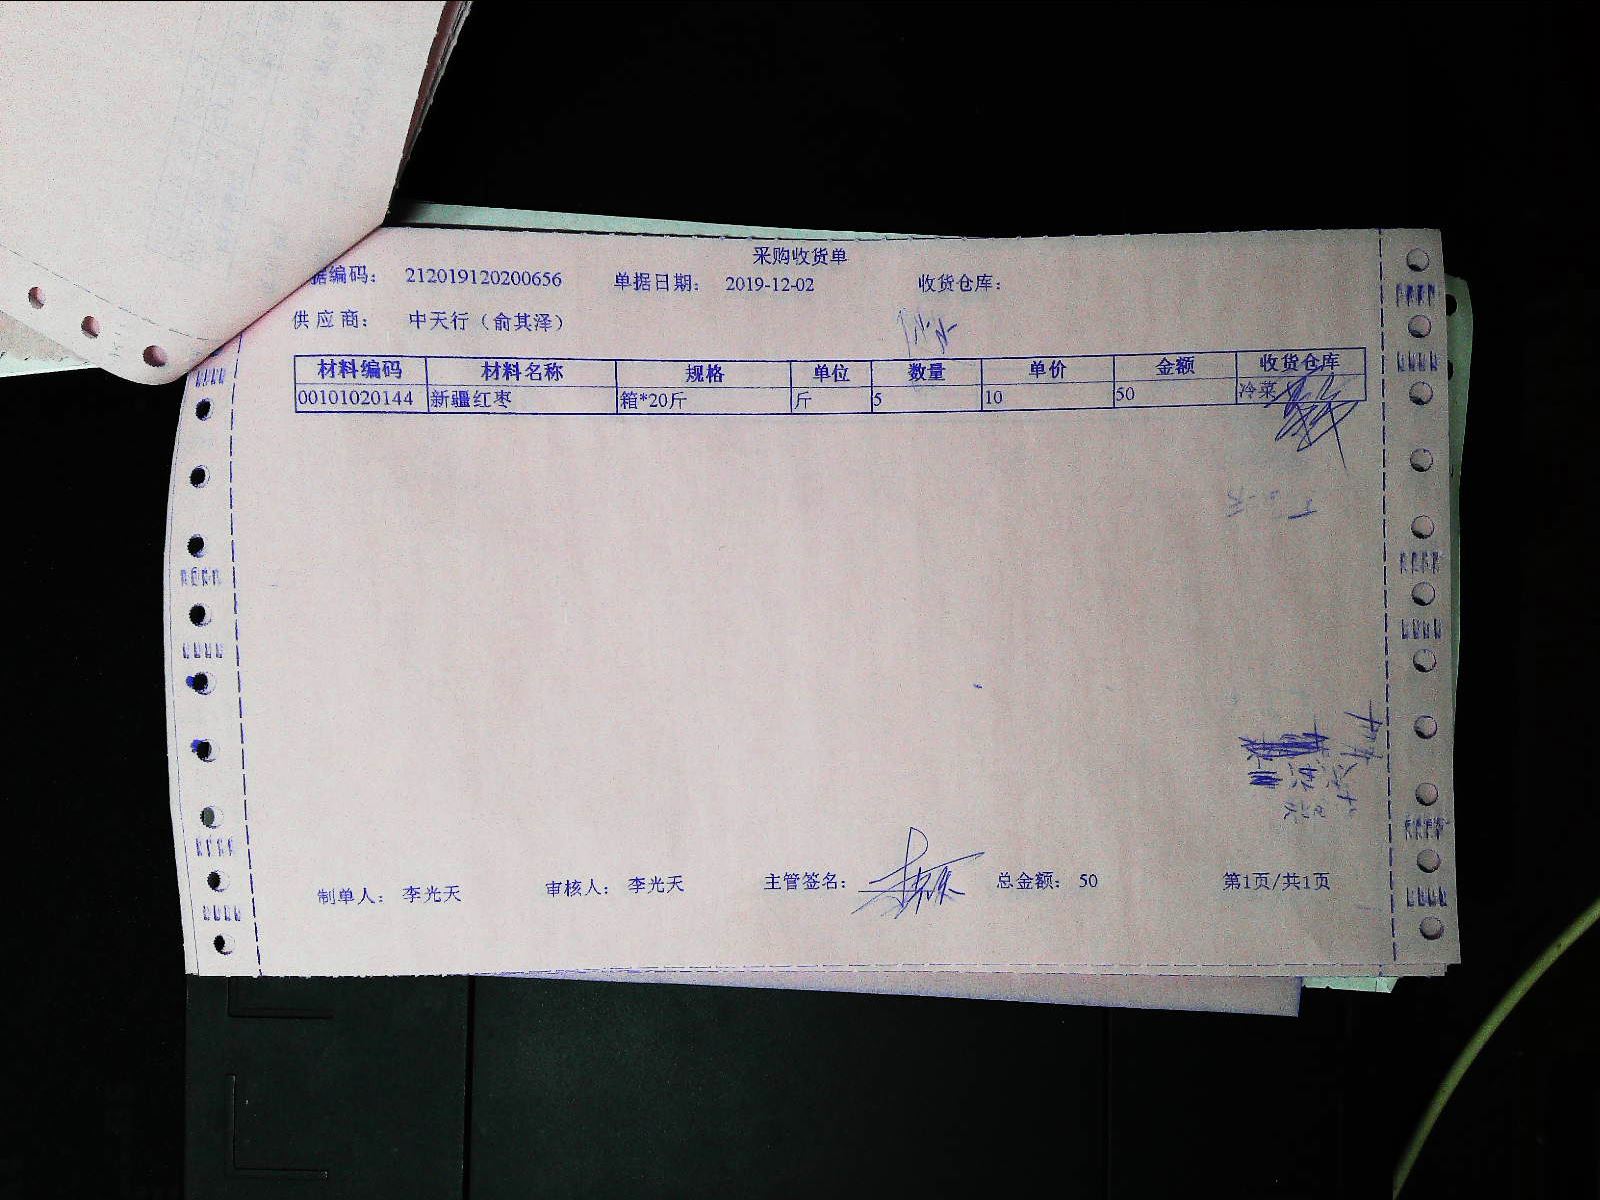 采购收货单
据编码： 212019120200656 单据日期： 2019-12-02 收货仓库：
供应商： 中天行（俞其泽）
材料编码 材料名称 规格 单位 数量 单价 金额 收货仓库
00101020144 新疆红枣 箱*20斤 斤 5 10 50 冷菜
制单人： 李光天 审核人： 李光天 主管签名： 总金额： 50 第1页/共1页